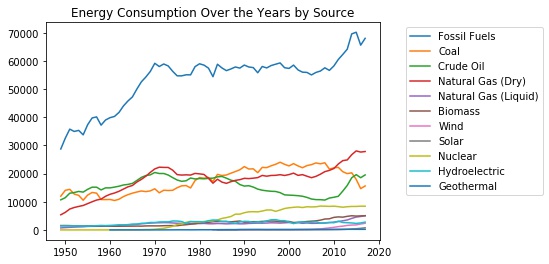 Energy Consumption Over the Years by Source
70000
60000
50000
40000
30000
20000
10000
0
1950 1960 1970 1980 1990 2000 2010 2020
Fossil Fuels
Coal
Crude Oil
Natural Gas (Dry)
Natural Gas (Liquid)
Biomass
Wind
Solar
Nuclear
Hydroelectric
Geothermal